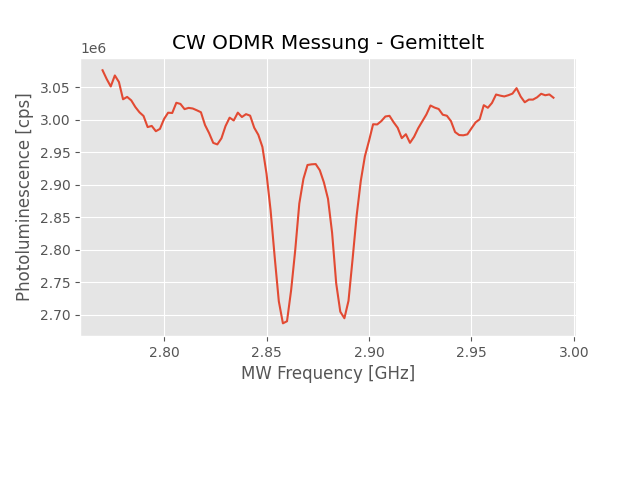 CW ODMR Messung - Gemittelt
1e6
3.05
3.00
2.95
2.90
2.85
2.80
2.75
2.70
Photoluminescence [cps]
2.80 2.85 2.90 2.95 3.00
MW Frequency [GHz]